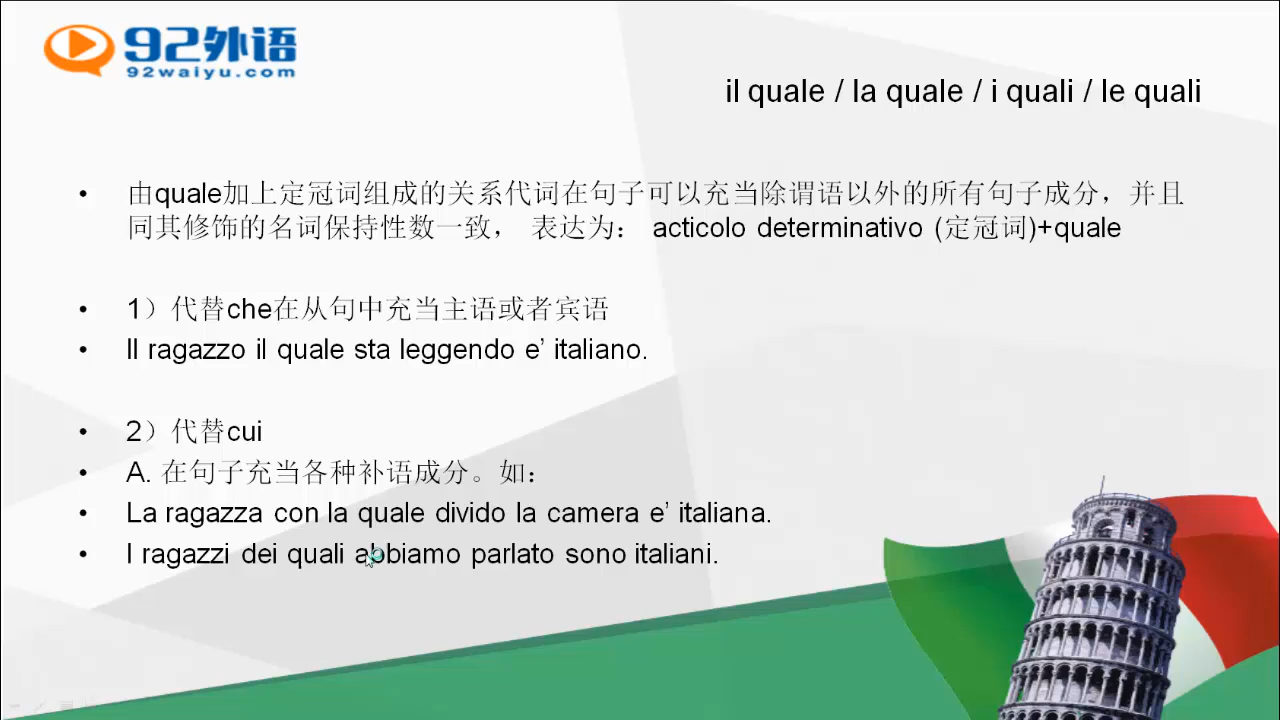 92外语
92waiyu.com
il quale / la quale / i quali / le quali
• 由quale加上定冠词组成的关系代词在句子可以充当除谓语以外的所有句子成分，并且
同其修饰的名词保持性数一致， 表达为： acticolo determinativo (定冠词)+quale
• 1）代替che在从句中充当主语或者宾语
• Il ragazzo il quale sta leggendo e’ italiano.
• 2）代替cui
• A. 在句子充当各种补语成分。如：
• La ragazza con la quale divido la camera e’ italiana.
• I ragazzi dei quali abbiamo parlato sono italiani.